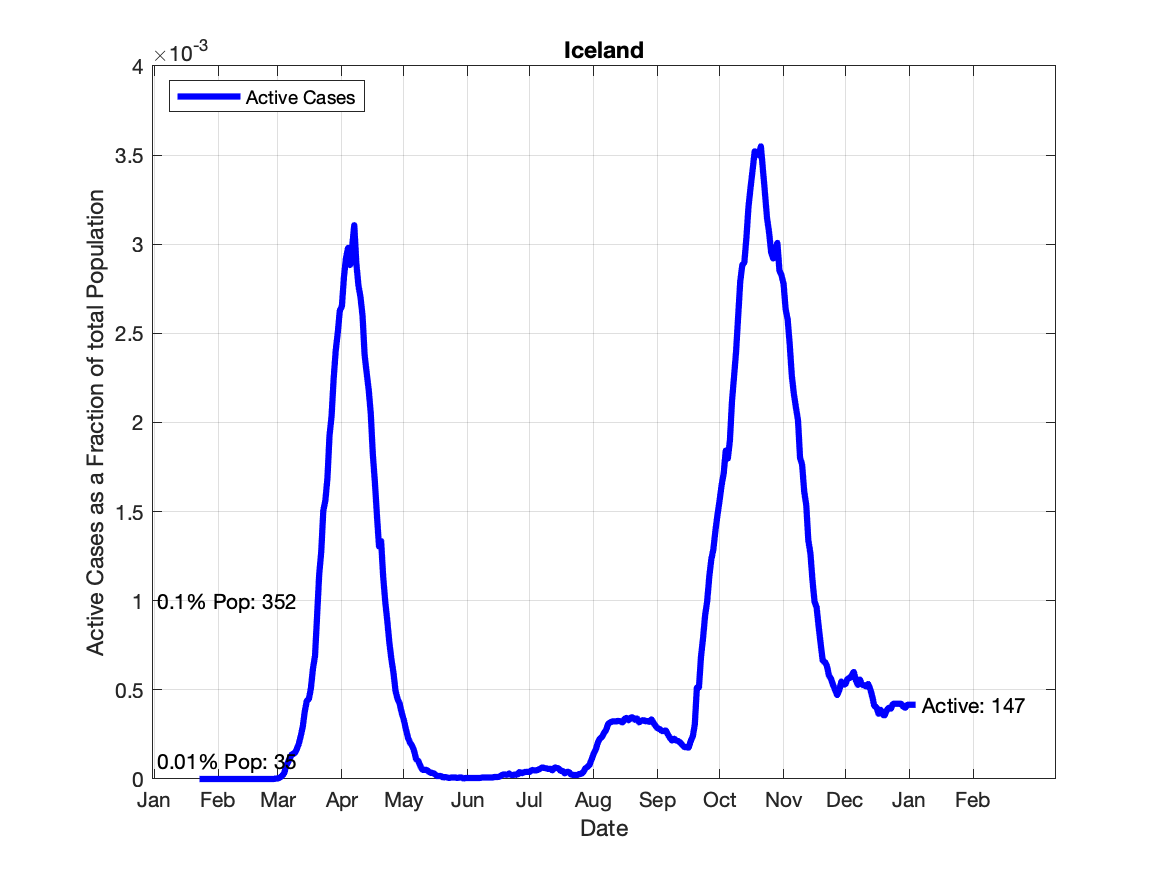 Iceland
×10-3
Active Cases
4
3.5
3
2.5
2
1.5
1
0.5
0
Active Cases as a Fraction of total Population
0.1% Pop: 352
0.01% Pop: 35
Active: 147
Jan Feb Mar Apr May Jun Jul Aug Sep Oct Nov Dec Jan Feb
Date